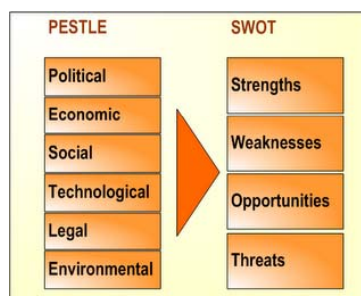 PESTLE
Political
Economic
Social
Technological
Legal
Environmental
SWOT
Strengths
Weaknesses
Opportunities
Threats